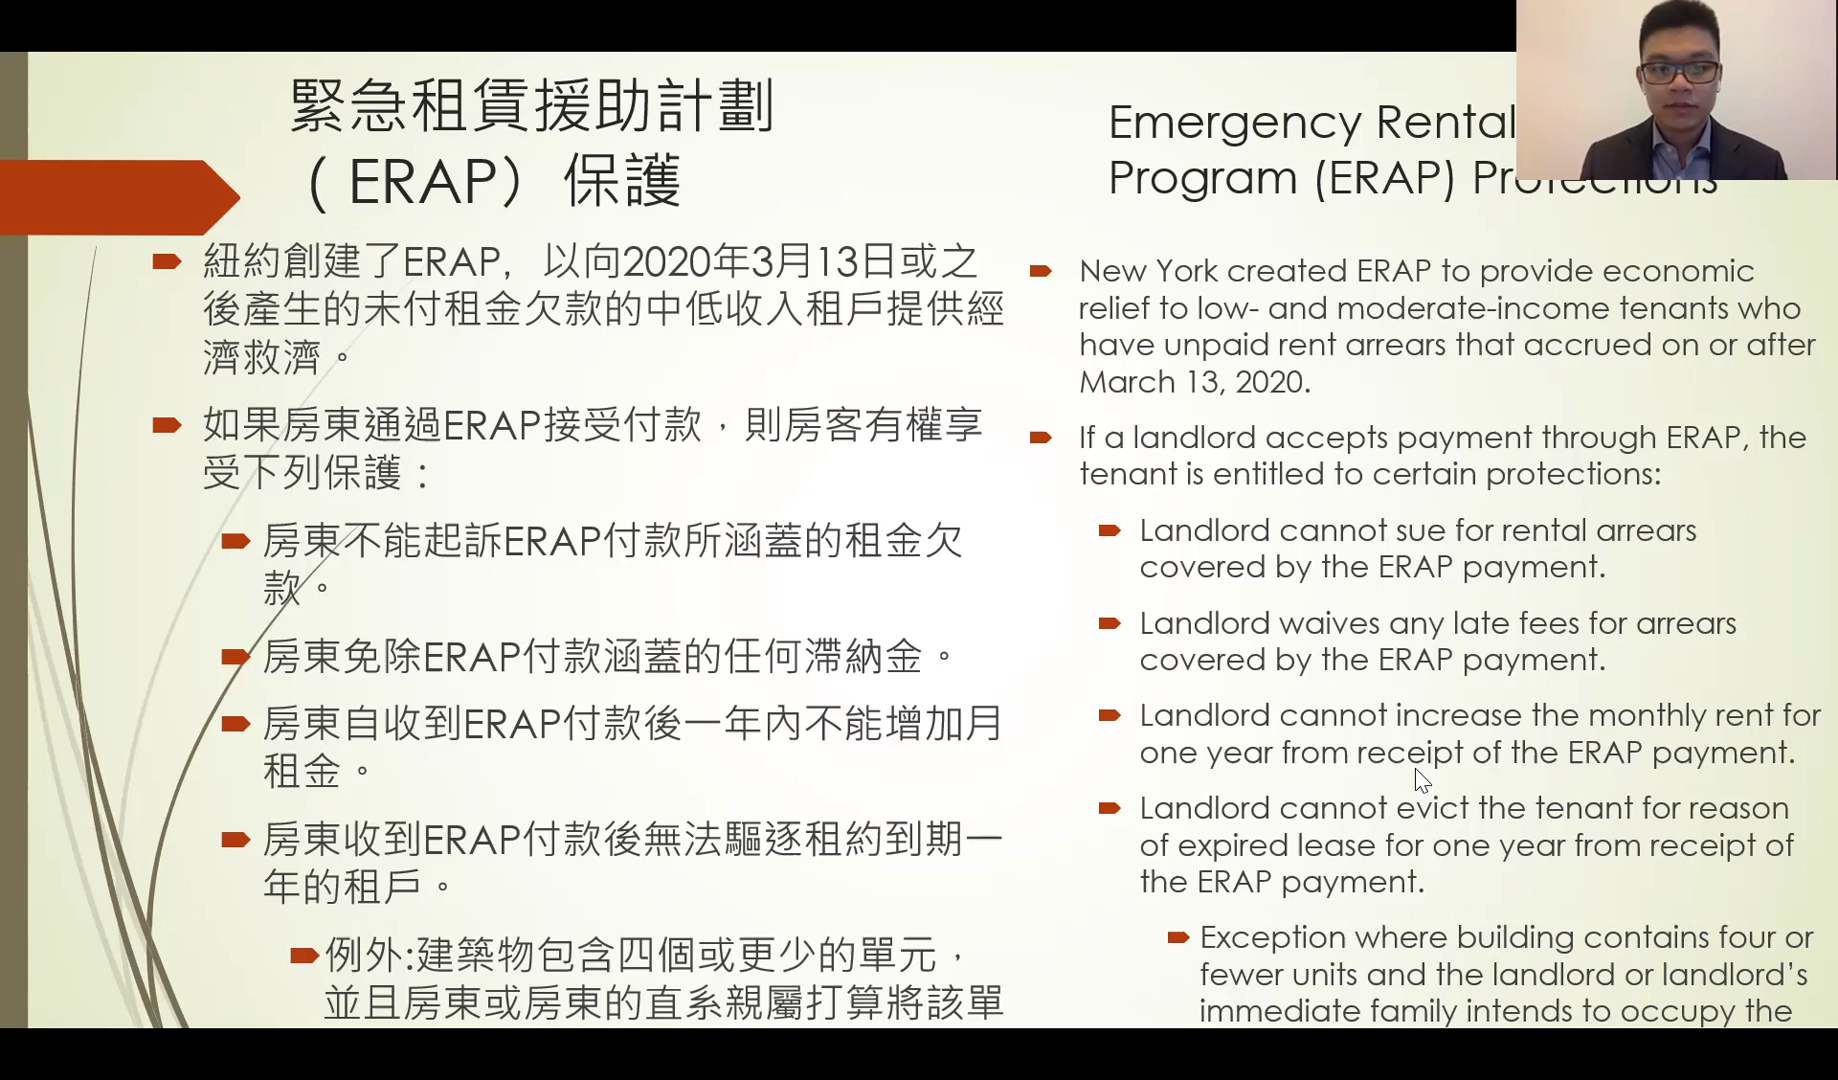 緊急租賃援助計劃
（ERAP）保護
紐約創建了ERAP，以向2020年3月13日或之
後產生的未付租金欠款的中低收入租戶提供經
濟救濟。
如果房東通過ERAP接受付款，則房客有權享
受下列保護：
房東不能起訴ERAP付款所涵蓋的租金欠
款。
房東免除ERAP付款涵蓋的任何滯納金。
房東自收到ERAP付款後一年內不能增加月
租金。
房東收到ERAP付款後無法驅逐租約到期一
年的租戶。
例外:建築物包含四個或更少的單元，
並且房東或房東的直系親屬打算將該單
Emergency Rental
Program (ERAP) Protections
New York created ERAP to provide economic
relief to low- and moderate-income tenants who
have unpaid rent arrears that accrued on or after
March 13, 2020.
If a landlord accepts payment through ERAP, the
tenant is entitled to certain protections:
Landlord cannot sue for rental arrears
covered by the ERAP payment.
Landlord waives any late fees for arrears
covered by the ERAP payment.
Landlord cannot increase the monthly rent for
one year from receipt of the ERAP payment.
Landlord cannot evict the tenant for reason
of expired lease for one year from receipt of
the ERAP payment.
Exception where building contains four or
fewer units and the landlord or landlord's
immediate family intends to occupy the